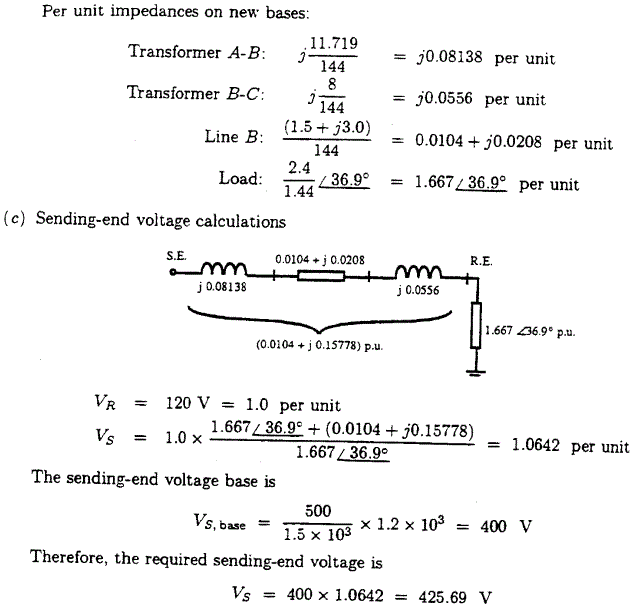 Per unit impedances on new bases:
Transformer A-B: j 11.719/144 = j0.08138 per unit
Transformer B-C: j 8/144 = j0.0556 per unit
Line B: (1.5 + j3.0)/144 = 0.0104 + j0.0208 per unit
Load: 2.4/1.44 ∠36.9° = 1.667∠36.9° per unit
(c) Sending-end voltage calculations
S.E. 0.0104 + j 0.0208 R.E.
j 0.08138 j 0.0556
1.667 ∠36.9° p.u.
(0.0104 + j 0.15778) p.u.
V_R = 120 V = 1.0 per unit
V_S = 1.0 × (1.667∠36.9° + (0.0104 + j0.15778))/(1.667∠36.9°) = 1.0642 per unit
The sending-end voltage base is
V_S, base = 500/(1.5 × 10³) × 1.2 × 10³ = 400 V
Therefore, the required sending-end voltage is
V_S = 400 × 1.0642 = 425.69 V